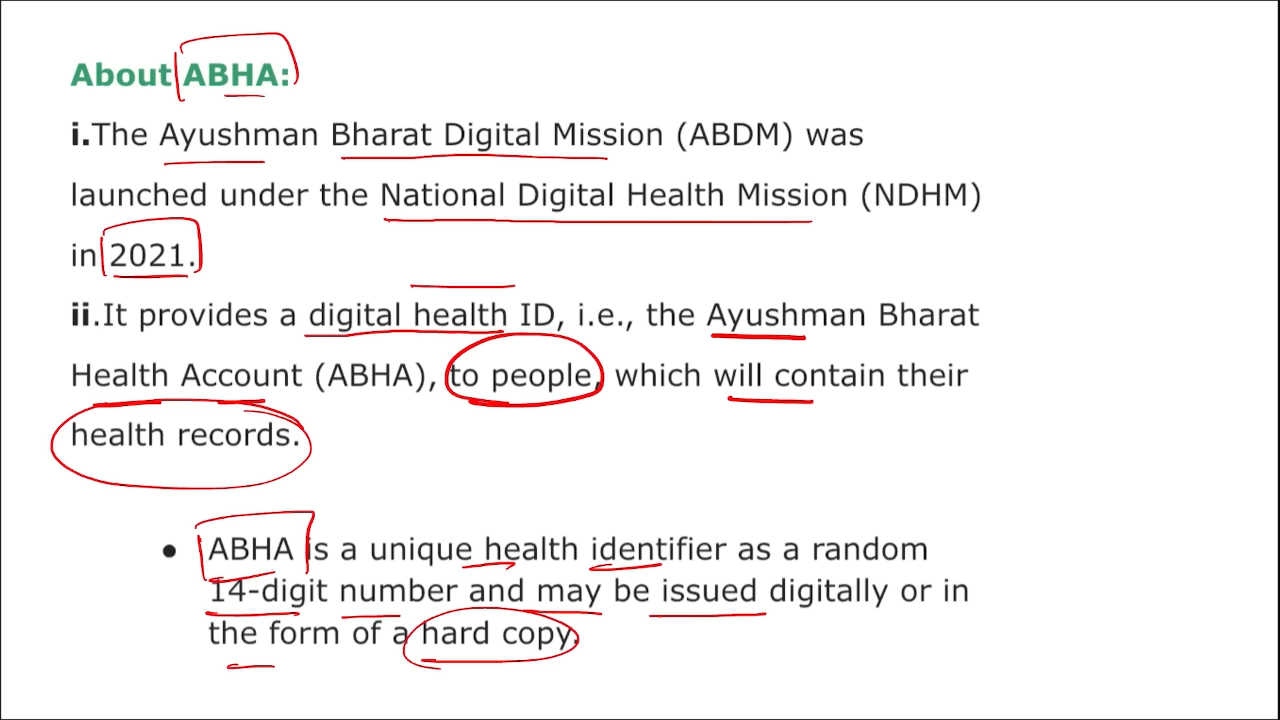 About ABHA:
i.The Ayushman Bharat Digital Mission (ABDM) was
launched under the National Digital Health Mission (NDHM)
in 2021.
ii.It provides a digital health ID, i.e., the Ayushman Bharat
Health Account (ABHA), to people, which will contain their
health records.
● ABHA is a unique health identifier as a random
14-digit number and may be issued digitally or in
the form of a hard copy.